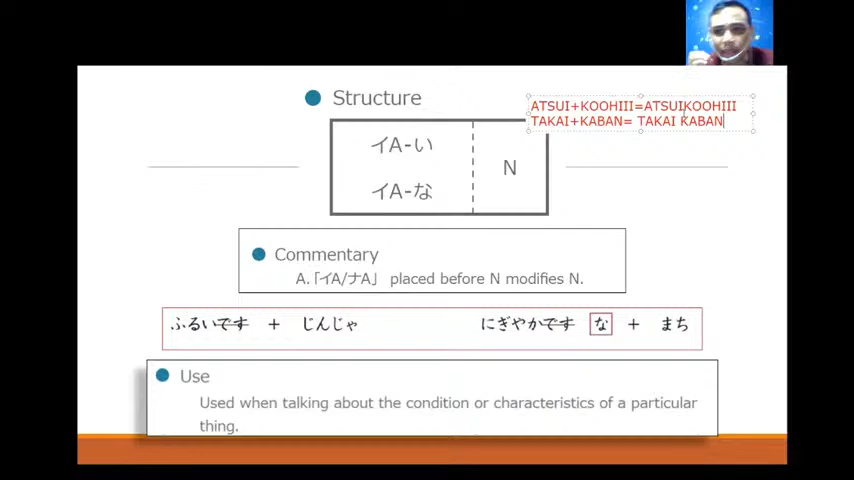 Structure
ATSUI+KOOHIII=ATSUIKOOHIII
TAKAI+KABAN= TAKAI KABAN
イA-い
イA-な
N
Commentary
A.「イA/ナA」 placed before N modifies N.
ふるいです + じんじゃ にぎやかです な + まち
Use
Used when talking about the condition or characteristics of a particular
thing.